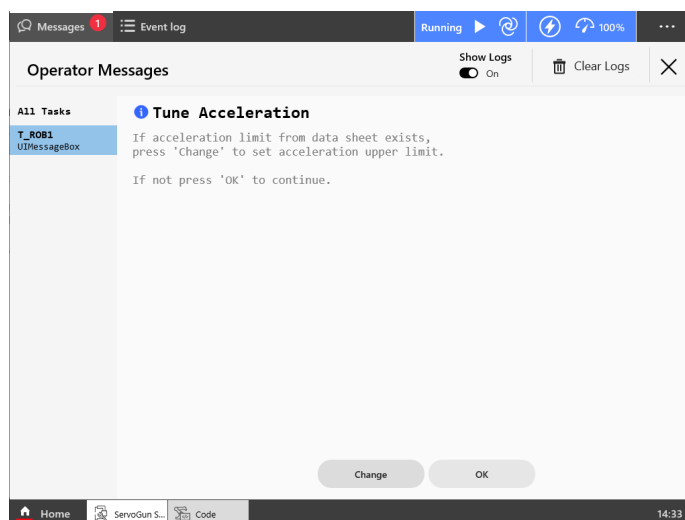 Messages 1
Event log
Running
100%
...
Operator Messages
Show Logs
On
Clear Logs
All Tasks
T_ROB1
UIMessageBox
Tune Acceleration
If acceleration limit from data sheet exists,
press 'Change' to set acceleration upper limit.
If not press 'OK' to continue.
Change
OK
Home
ServoGun S...
Code
14:33